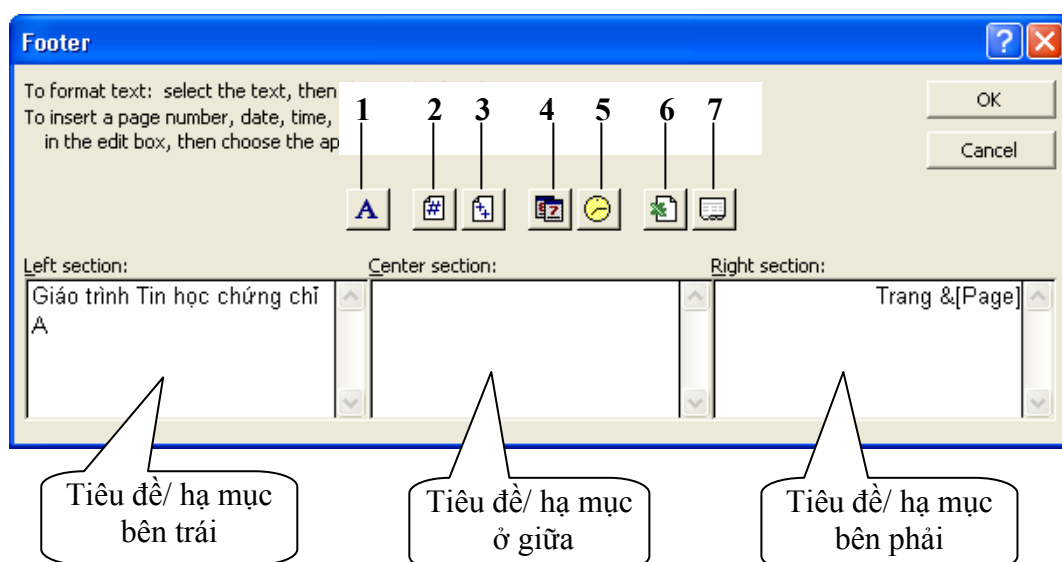 Footer
To format text: select the text, then
To insert a page number, date, time,
in the edit box, then choose the ap
OK
Cancel
1 2 3 4 5 6 7
A
Left section:
Center section:
Right section:
Giáo trình Tin học chứng chỉ
A
Trang &[Page]
Tiêu đề/ hạ mục
bên trái
Tiêu đề/ hạ mục
ở giữa
Tiêu đề/ hạ mục
bên phải